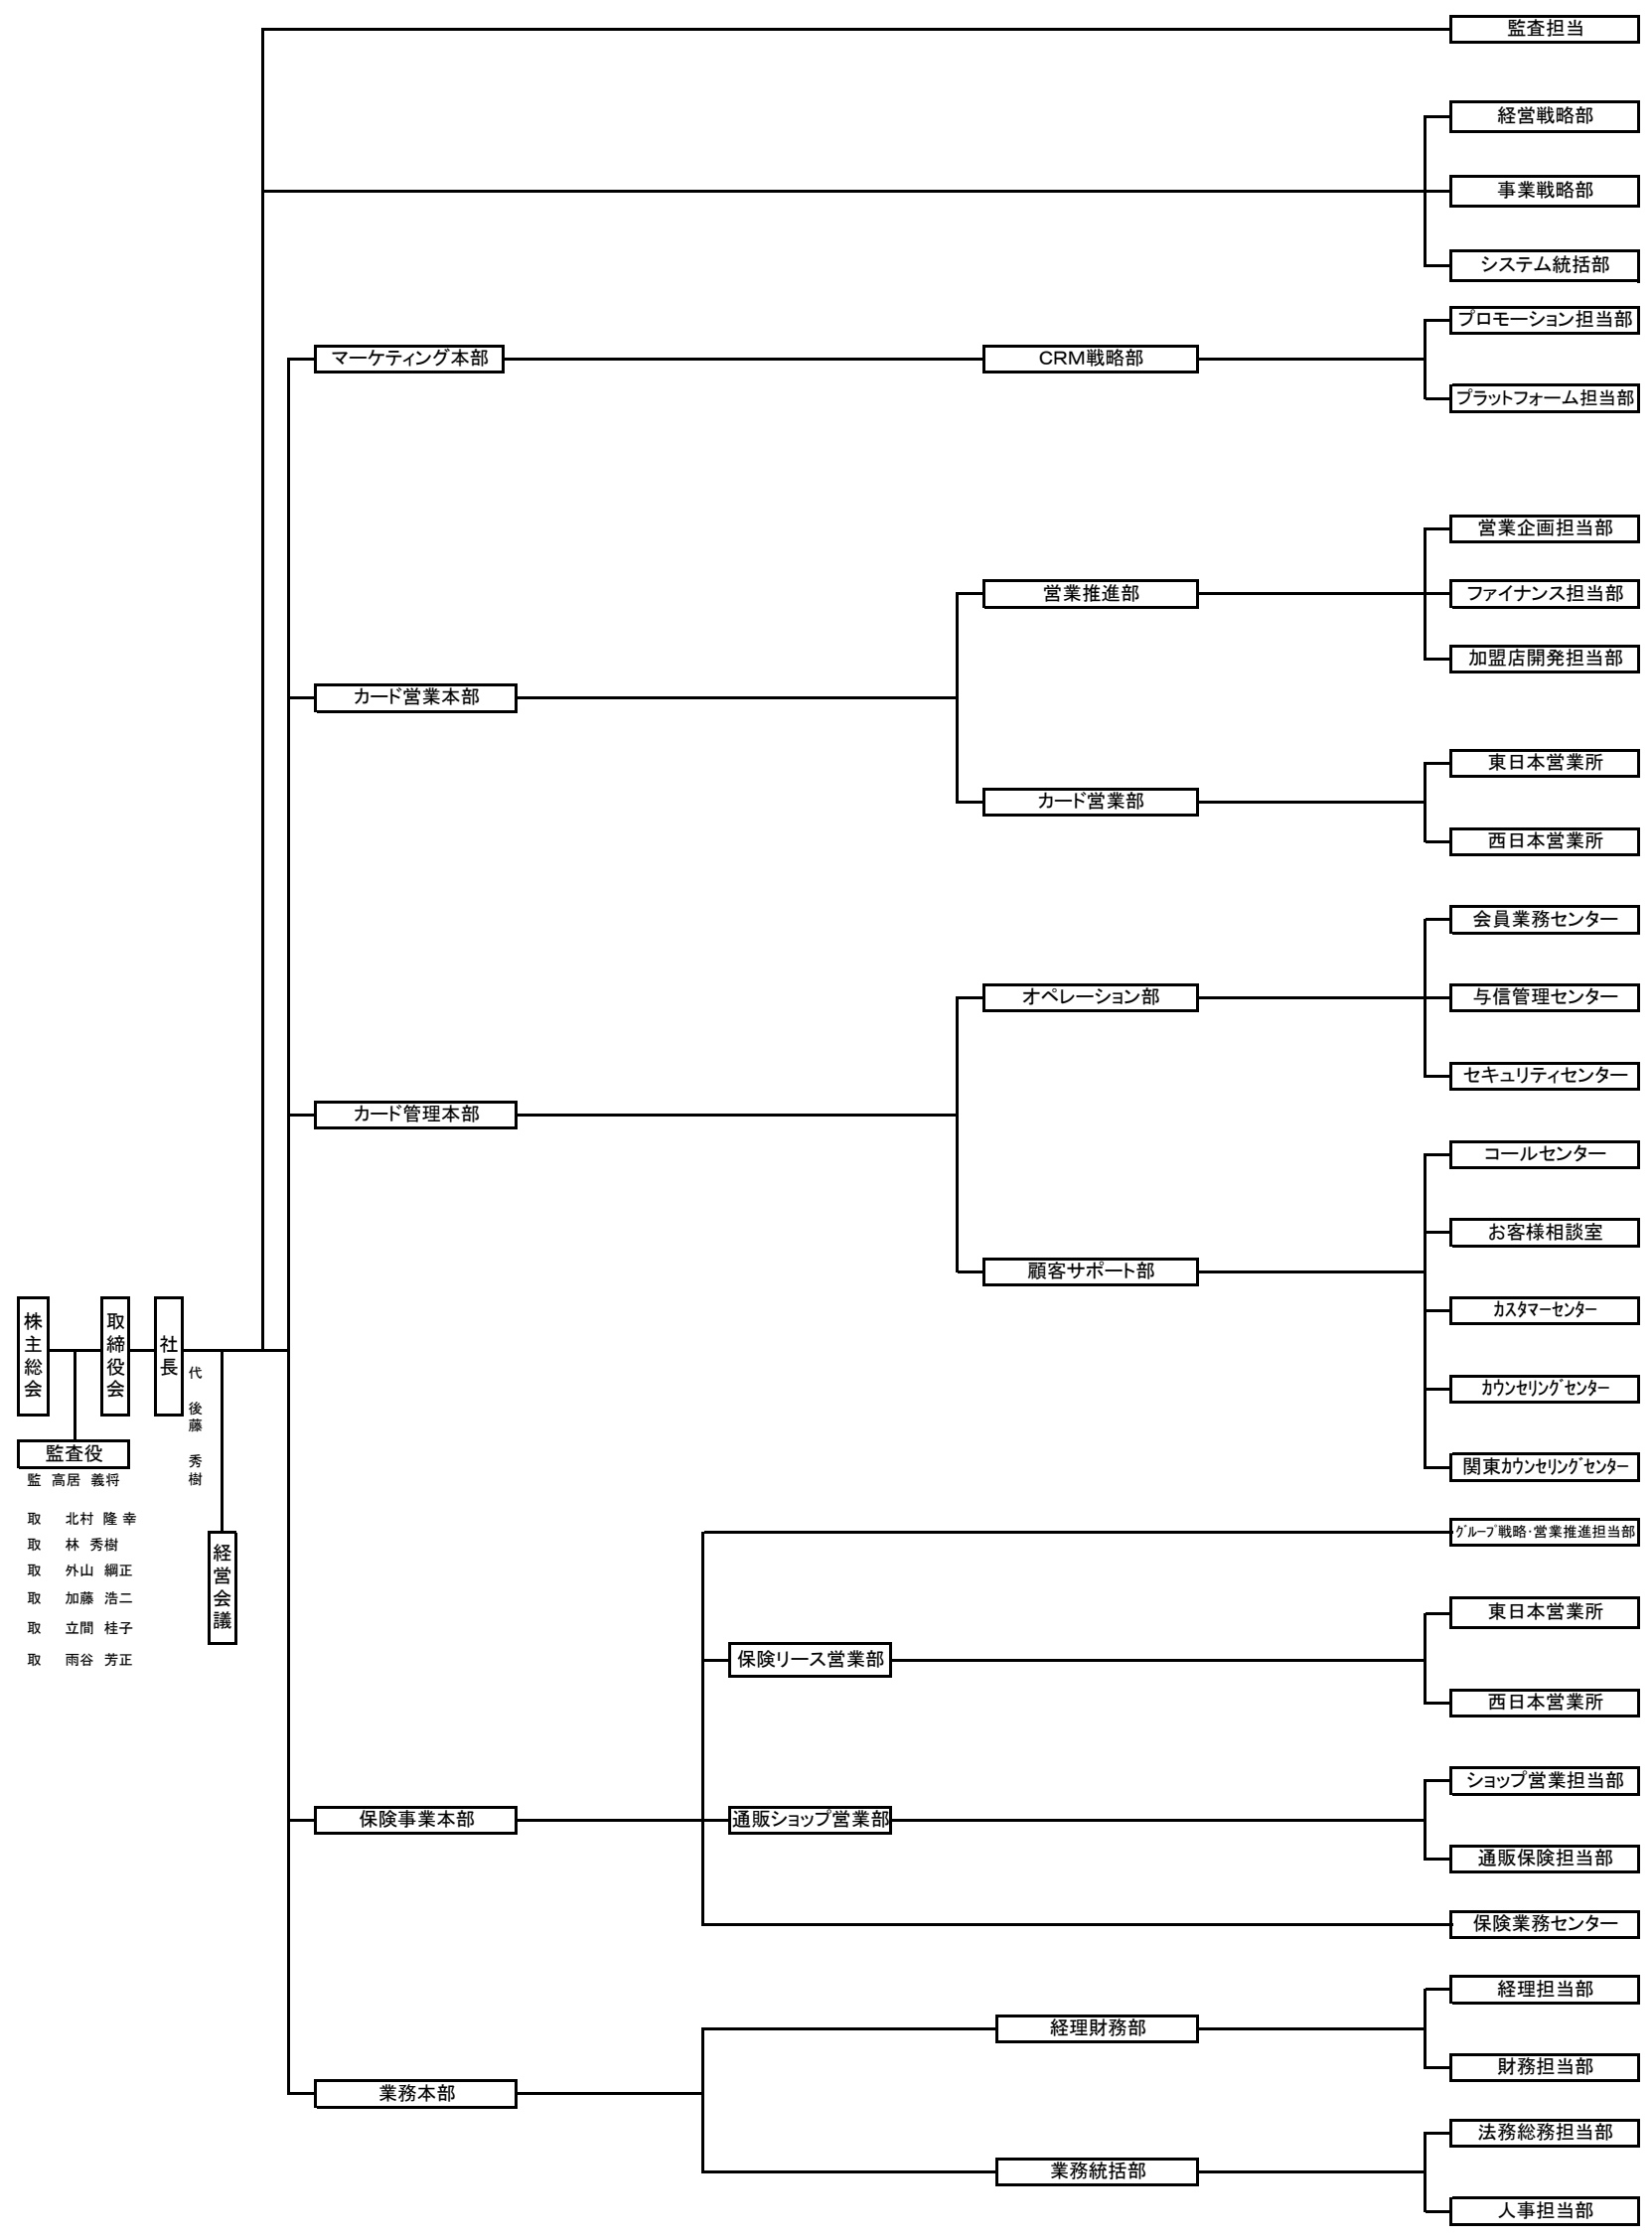 監査担当
経営戦略部
事業戦略部
システム統括部
プロモーション担当部
マーケティング本部
CRM戦略部
プラットフォーム担当部
営業企画担当部
営業推進部
ファイナンス担当部
加盟店開発担当部
カード営業本部
東日本営業所
カード営業部
西日本営業所
会員業務センター
オペレーション部
与信管理センター
セキュリティセンター
カード管理本部
コールセンター
お客様相談室
顧客サポート部
カスタマーセンター
カウンセリングセンター
関東カウンセリングセンター
株主総会
取締役会
社長
代 後藤 秀樹
監査役
監 高居 義将
取 北村 隆幸
取 林 秀樹
取 外山 綱正
取 加藤 浩二
取 立間 桂子
取 雨谷 芳正
経営会議
グループ戦略・営業推進担当部
東日本営業所
保険リース営業部
西日本営業所
ショップ営業担当部
保険事業本部
通販ショップ営業部
通販保険担当部
保険業務センター
経理担当部
経理財務部
財務担当部
業務本部
法務総務担当部
業務統括部
人事担当部